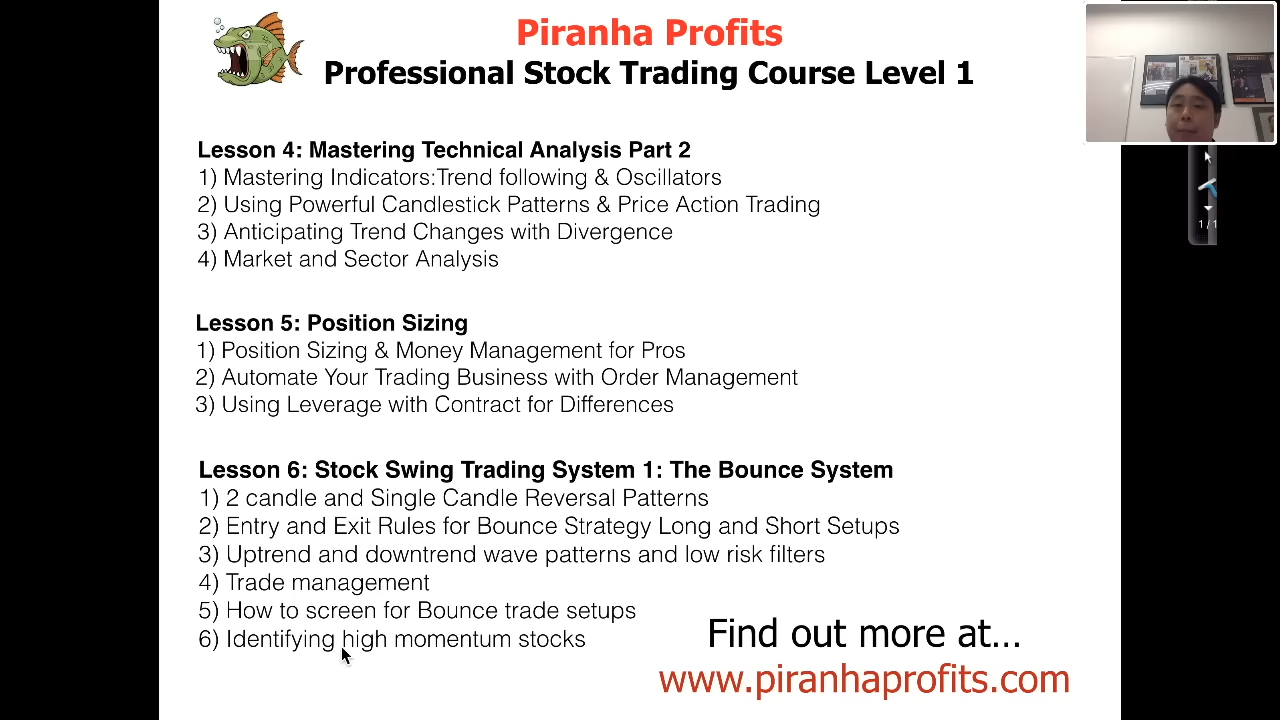 Piranha Profits
Professional Stock Trading Course Level 1
Lesson 4: Mastering Technical Analysis Part 2
1) Mastering Indicators:Trend following & Oscillators
2) Using Powerful Candlestick Patterns & Price Action Trading
3) Anticipating Trend Changes with Divergence
4) Market and Sector Analysis
Lesson 5: Position Sizing
1) Position Sizing & Money Management for Pros
2) Automate Your Trading Business with Order Management
3) Using Leverage with Contract for Differences
Lesson 6: Stock Swing Trading System 1: The Bounce System
1) 2 candle and Single Candle Reversal Patterns
2) Entry and Exit Rules for Bounce Strategy Long and Short Setups
3) Uptrend and downtrend wave patterns and low risk filters
4) Trade management
5) How to screen for Bounce trade setups
6) Identifying high momentum stocks
Find out more at...
www.piranhaprofits.com
1 / 1